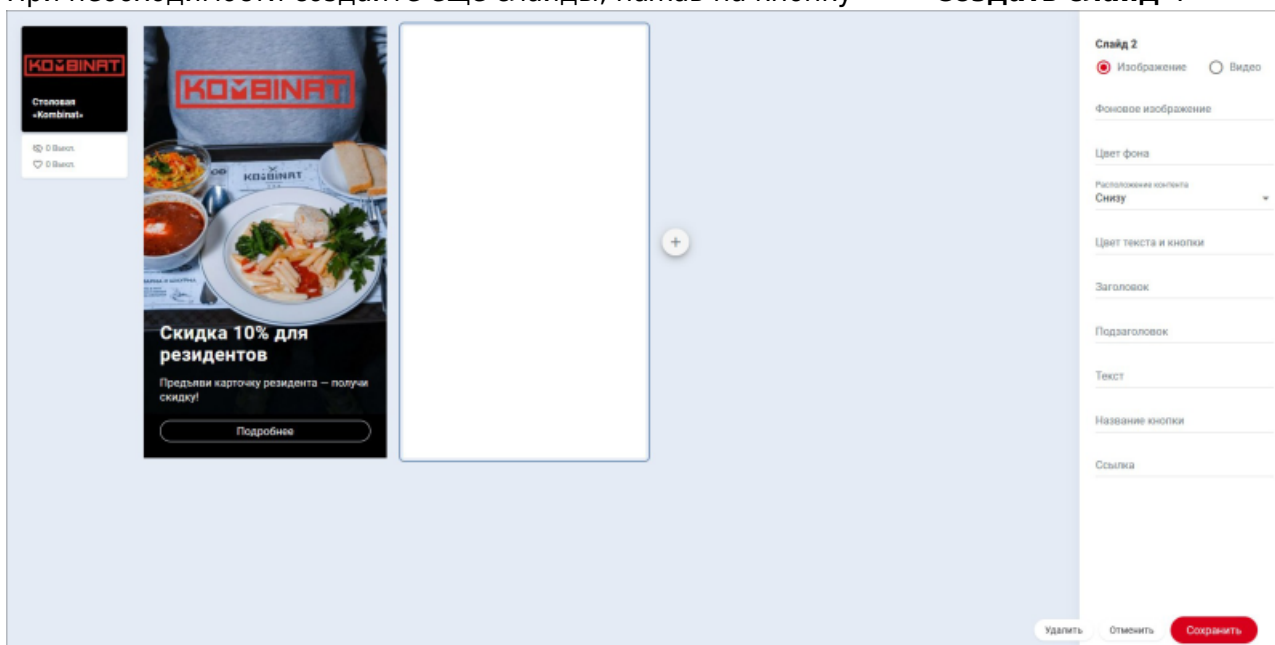 При необходимости создайте еще слайды, нажав на кнопку "Создать слайд".
KOMBINAT
Столовая
«Kombinat»
0 Выкл.
0 Выкл.
KOMBINAT
KOMBINAT
Скидка 10% для
резидентов
Предъяви карточку резидента — получи
скидку!
Подробнее
+
Слайд 2
Изображение
Видео
Фоновое изображение
Цвет фона
Расположение контента
Снизу
Цвет текста и кнопки
Заголовок
Подзаголовок
Текст
Название кнопки
Ссылка
Удалить
Отменить
Сохранить